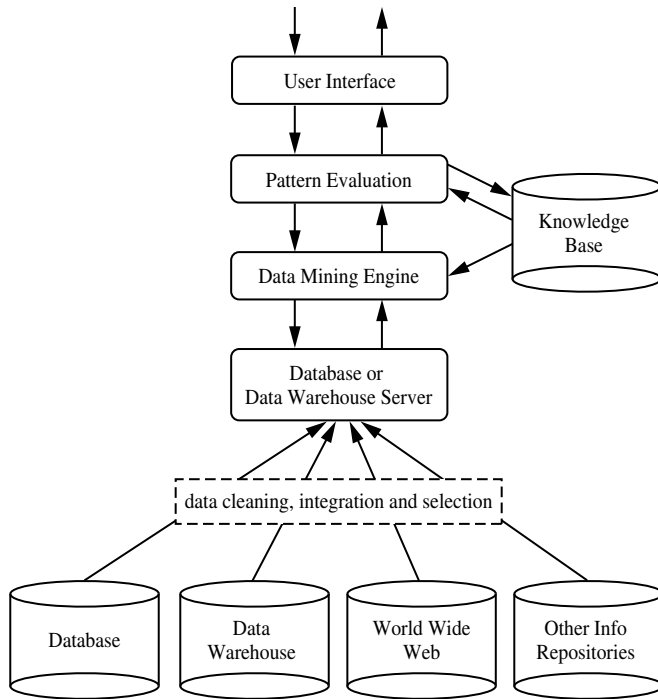 User Interface
Pattern Evaluation
Knowledge
Base
Data Mining Engine
Database or
Data Warehouse Server
data cleaning, integration and selection
Database
Data
Warehouse
World Wide
Web
Other Info
Repositories